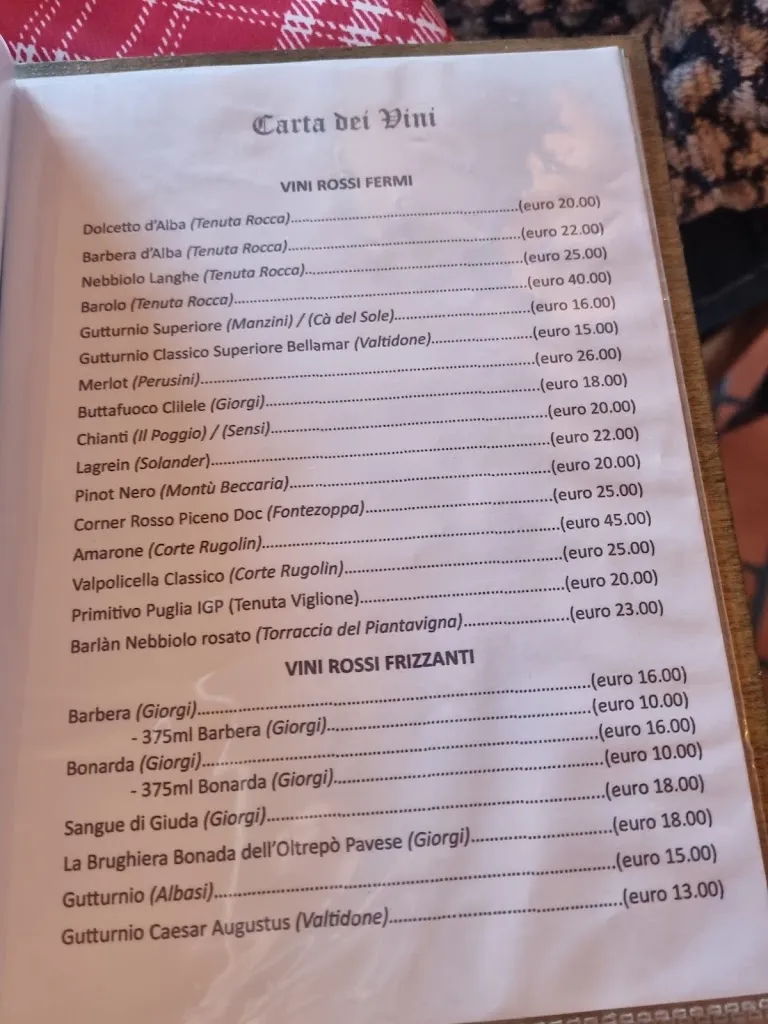 Carta dei Vini
VINI ROSSI FERMI
Dolcetto d'Alba (Tenuta Rocca)....................(euro 20.00)
Barbera d'Alba (Tenuta Rocca)....................(euro 22.00)
Nebbiolo Langhe (Tenuta Rocca)....................(euro 25.00)
Barolo (Tenuta Rocca)....................(euro 40.00)
Gutturnio Superiore (Manzini) / (Cà del Sole)....................(euro 16.00)
Gutturnio Classico Superiore Bellamar (Valtidone)....................(euro 15.00)
Merlot (Perusini)....................(euro 26.00)
Buttafuoco Clilele (Giorgi)....................(euro 18.00)
Chianti (Il Poggio) / (Sensi)....................(euro 20.00)
Lagrein (Solander)....................(euro 22.00)
Pinot Nero (Montù Beccaria)....................(euro 20.00)
Corner Rosso Piceno Doc (Fontezoppa)....................(euro 25.00)
Amarone (Corte Rugolin)....................(euro 45.00)
Valpolicella Classico (Corte Rugolin)....................(euro 25.00)
Primitivo Puglia IGP (Tenuta Viglione)....................(euro 20.00)
Barlàn Nebbiolo rosato (Torraccia del Piantavigna)....................(euro 23.00)
VINI ROSSI FRIZZANTI
Barbera (Giorgi)....................(euro 16.00)
- 375ml Barbera (Giorgi)....................(euro 10.00)
Bonarda (Giorgi)....................(euro 16.00)
- 375ml Bonarda (Giorgi)....................(euro 10.00)
Sangue di Giuda (Giorgi)....................(euro 18.00)
La Brughiera Bonada dell'Oltrepò Pavese (Giorgi)....................(euro 18.00)
Gutturnio (Albasi)....................(euro 15.00)
Gutturnio Caesar Augustus (Valtidone)....................(euro 13.00)